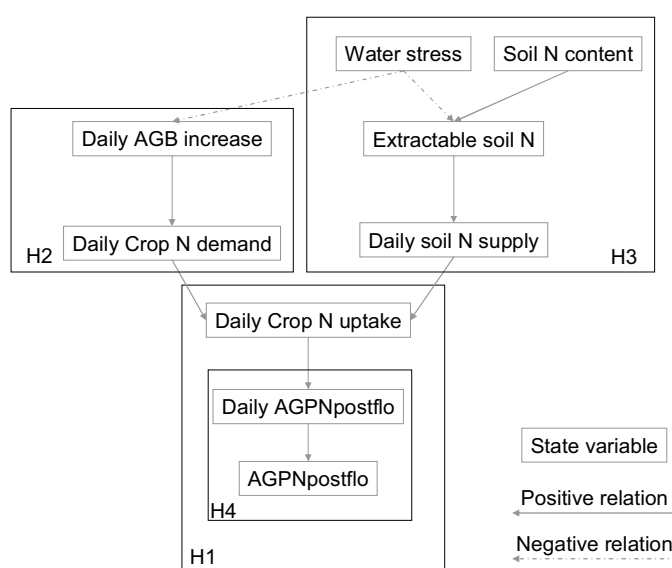 Water stress
Soil N content
Daily AGB increase
Extractable soil N
Daily Crop N demand
Daily soil N supply
H2
H3
Daily Crop N uptake
Daily AGPNpostflo
State variable
AGPNpostflo
Positive relation
H4
Negative relation
H1